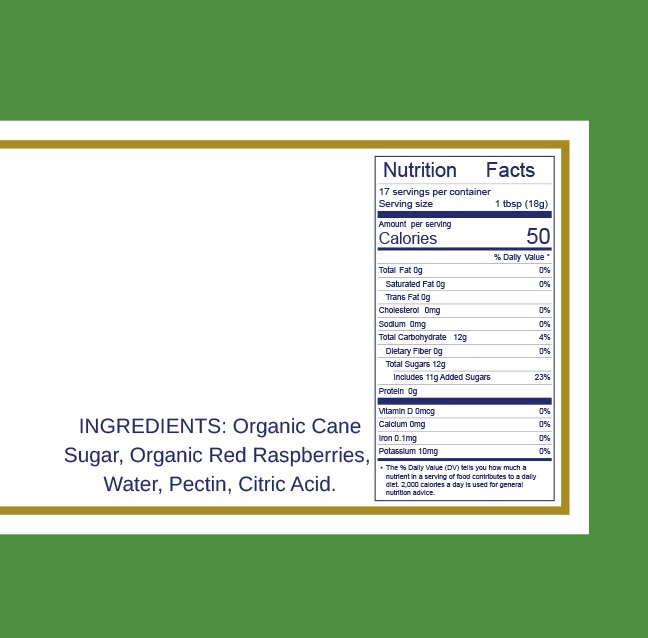 INGREDIENTS: Organic Cane
Sugar, Organic Red Raspberries,
Water, Pectin, Citric Acid.
Nutrition Facts
17 servings per container
Serving size 1 tbsp (18g)
Amount per serving
Calories 50
% Daily Value *
Total Fat 0g 0%
Saturated Fat 0g 0%
Trans Fat 0g
Cholesterol 0mg 0%
Sodium 0mg 0%
Total Carbohydrate 12g 4%
Dietary Fiber 0g 0%
Total Sugars 12g
Includes 11g Added Sugars 23%
Protein 0g
Vitamin D 0mcg 0%
Calcium 0mg 0%
Iron 0.1mg 0%
Potassium 10mg 0%
* The % Daily Value (DV) tells you how much a
nutrient in a serving of food contributes to a daily
diet. 2,000 calories a day is used for general
nutrition advice.